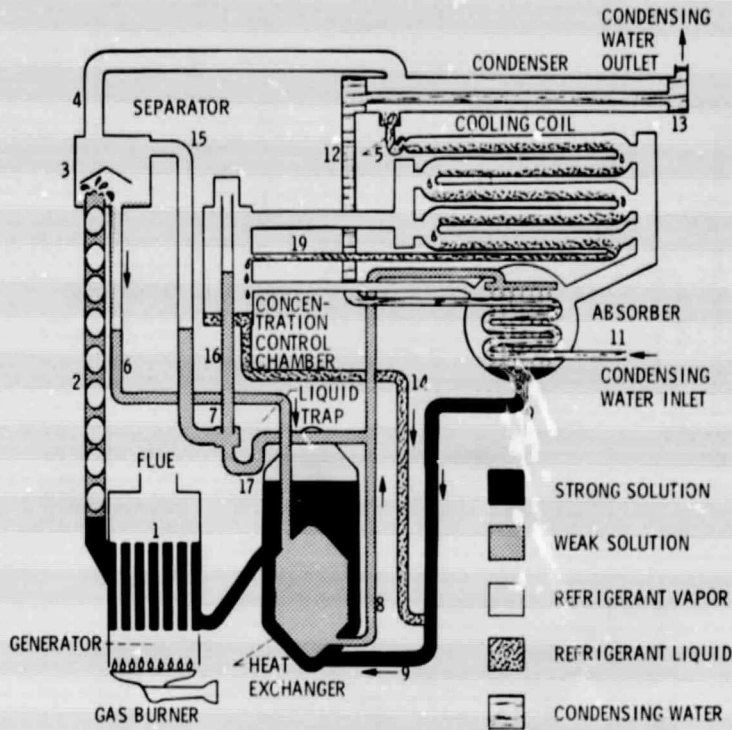 CONDENSING
WATER
OUTLET
CONDENSER
4
SEPARATOR
15
COOLING COIL
13
12
5
3
19
CONCEN-
TRATION
CONTROL
CHAMBER
ABSORBER
11
CONDENSING
WATER INLET
2
6
16
14
7
LIQUID
TRAP
17
FLUE
1
STRONG SOLUTION
WEAK SOLUTION
8
REFRIGERANT VAPOR
GENERATOR
9
REFRIGERANT LIQUID
HEAT
EXCHANGER
GAS BURNER
CONDENSING WATER